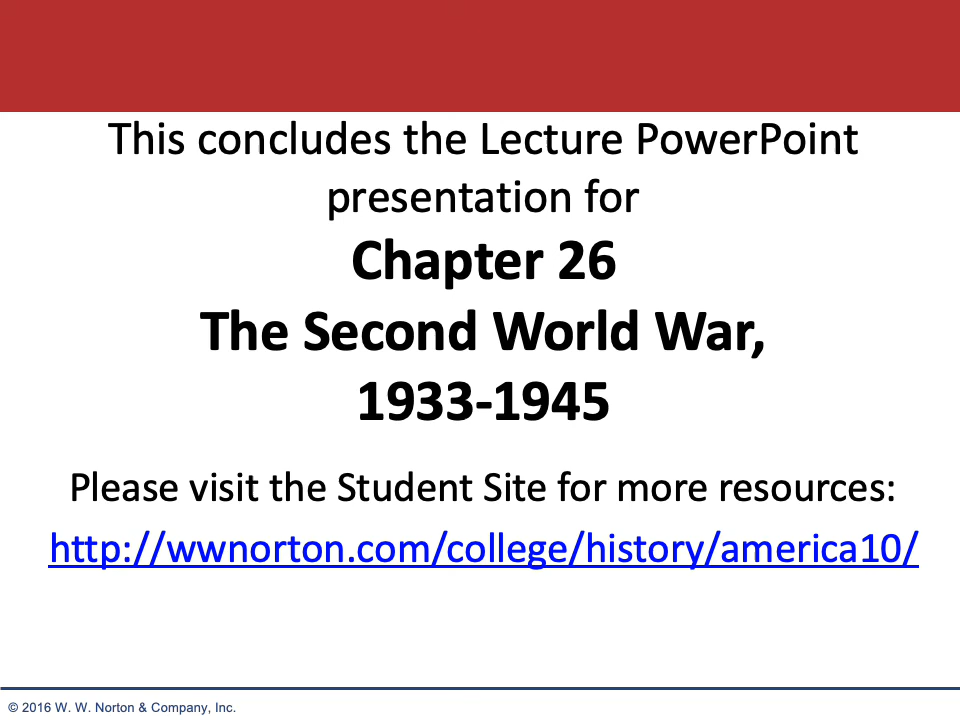 This concludes the Lecture PowerPoint
presentation for
Chapter 26
The Second World War,
1933-1945
Please visit the Student Site for more resources:
http://wwnorton.com/college/history/america10/
© 2016 W. W. Norton & Company, Inc.